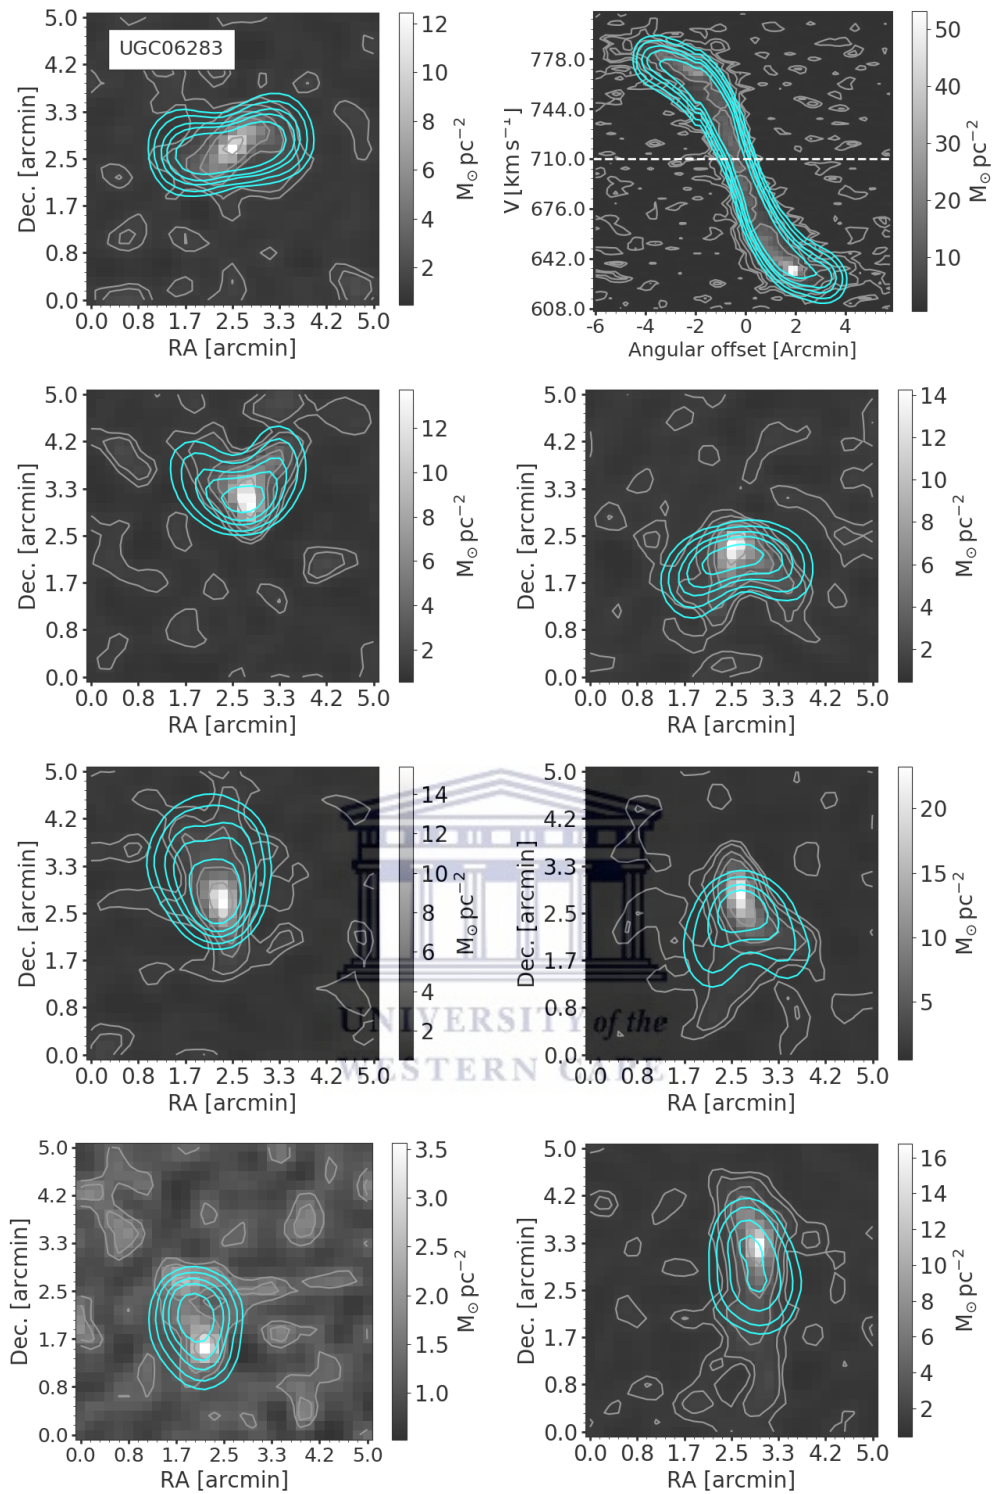 UGC06283
5.0
4.2
3.3
2.5
1.7
0.8
0.0
Dec. [arcmin]
0.0 0.8 1.7 2.5 3.3 4.2 5.0
RA [arcmin]
12
10
8
6
4
2
M⊙ pc⁻²
778.0
744.0
710.0
676.0
642.0
608.0
V [km s⁻¹]
-6 -4 -2 0 2 4
Angular offset [Arcmin]
50
40
30
20
10
M⊙ pc⁻²
5.0
4.2
3.3
2.5
1.7
0.8
0.0
Dec. [arcmin]
0.0 0.8 1.7 2.5 3.3 4.2 5.0
RA [arcmin]
12
10
8
6
4
2
M⊙ pc⁻²
5.0
4.2
3.3
2.5
1.7
0.8
0.0
Dec. [arcmin]
0.0 0.8 1.7 2.5 3.3 4.2 5.0
RA [arcmin]
14
12
10
8
6
4
2
M⊙ pc⁻²
5.0
4.2
3.3
2.5
1.7
0.8
0.0
Dec. [arcmin]
0.0 0.8 1.7 2.5 3.3 4.2 5.0
RA [arcmin]
14
12
10
8
6
4
2
M⊙ pc⁻²
5.0
4.2
3.3
2.5
1.7
0.8
0.0
Dec. [arcmin]
0.0 0.8 1.7 2.5 3.3 4.2 5.0
RA [arcmin]
20
15
10
5
M⊙ pc⁻²
UNIVERSITY of the
WESTERN CAPE
5.0
4.2
3.3
2.5
1.7
0.8
0.0
Dec. [arcmin]
0.0 0.8 1.7 2.5 3.3 4.2 5.0
RA [arcmin]
3.5
3.0
2.5
2.0
1.5
1.0
M⊙ pc⁻²
5.0
4.2
3.3
2.5
1.7
0.8
0.0
Dec. [arcmin]
0.0 0.8 1.7 2.5 3.3 4.2 5.0
RA [arcmin]
16
14
12
10
8
6
4
2
M⊙ pc⁻²